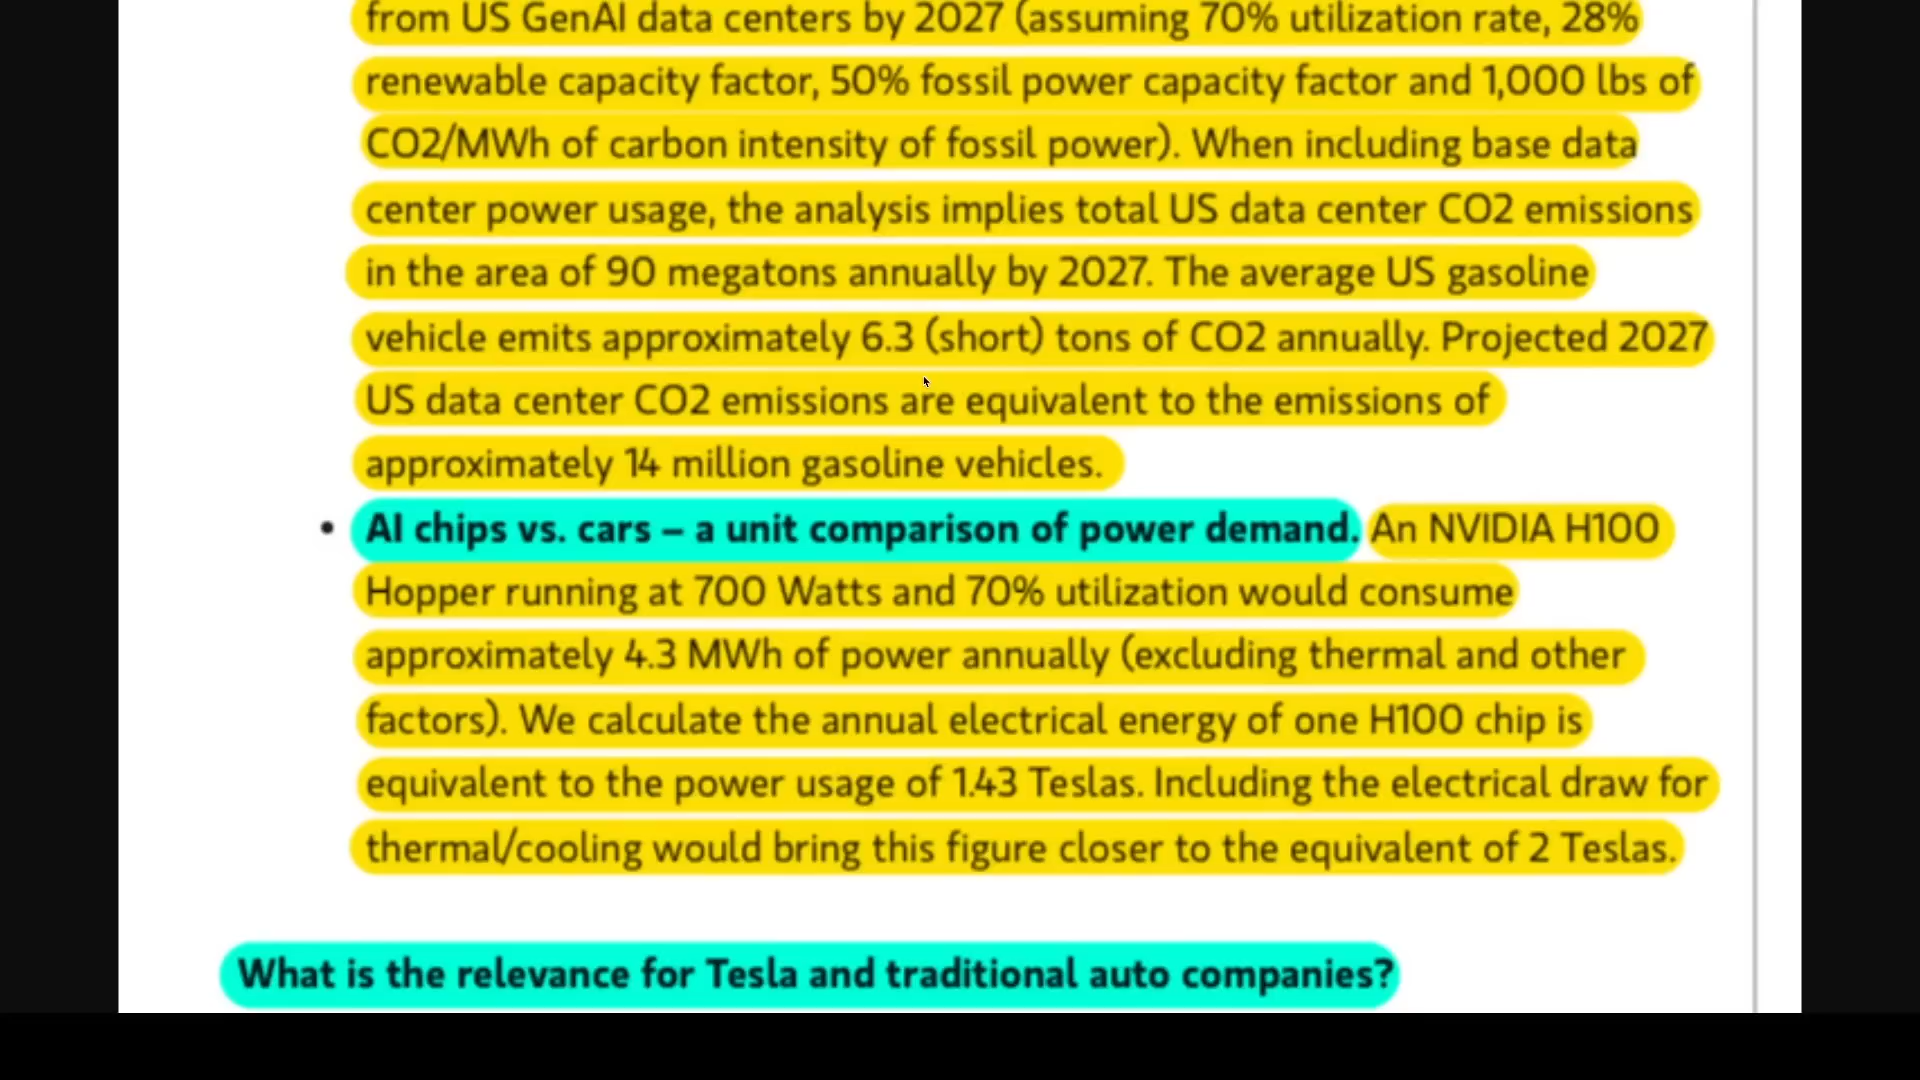 from US GenAI data centers by 2027 (assuming 70% utilization rate, 28%
renewable capacity factor, 50% fossil power capacity factor and 1,000 lbs of
CO2/MWh of carbon intensity of fossil power). When including base data
center power usage, the analysis implies total US data center CO2 emissions
in the area of 90 megatons annually by 2027. The average US gasoline
vehicle emits approximately 6.3 (short) tons of CO2 annually. Projected 2027
US data center CO2 emissions are equivalent to the emissions of
approximately 14 million gasoline vehicles.
• AI chips vs. cars – a unit comparison of power demand. An NVIDIA H100
Hopper running at 700 Watts and 70% utilization would consume
approximately 4.3 MWh of power annually (excluding thermal and other
factors). We calculate the annual electrical energy of one H100 chip is
equivalent to the power usage of 1.43 Teslas. Including the electrical draw for
thermal/cooling would bring this figure closer to the equivalent of 2 Teslas.
What is the relevance for Tesla and traditional auto companies?